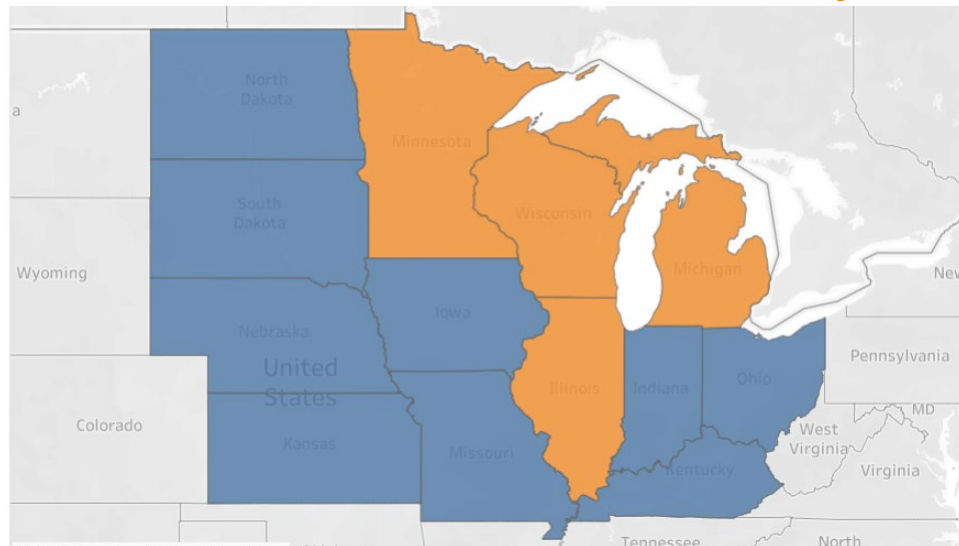 North
Dakota
a
Minnesota
South
Dakota
Wisconsin
Wyoming
Michigan
New
Iowa
Nebraska
United
States
Pennsylvania
Illinois
Indiana
Ohio
Colorado
MD
West
Virginia
Kansas
Missouri
Kentucky
Virginia
Tennessee
North